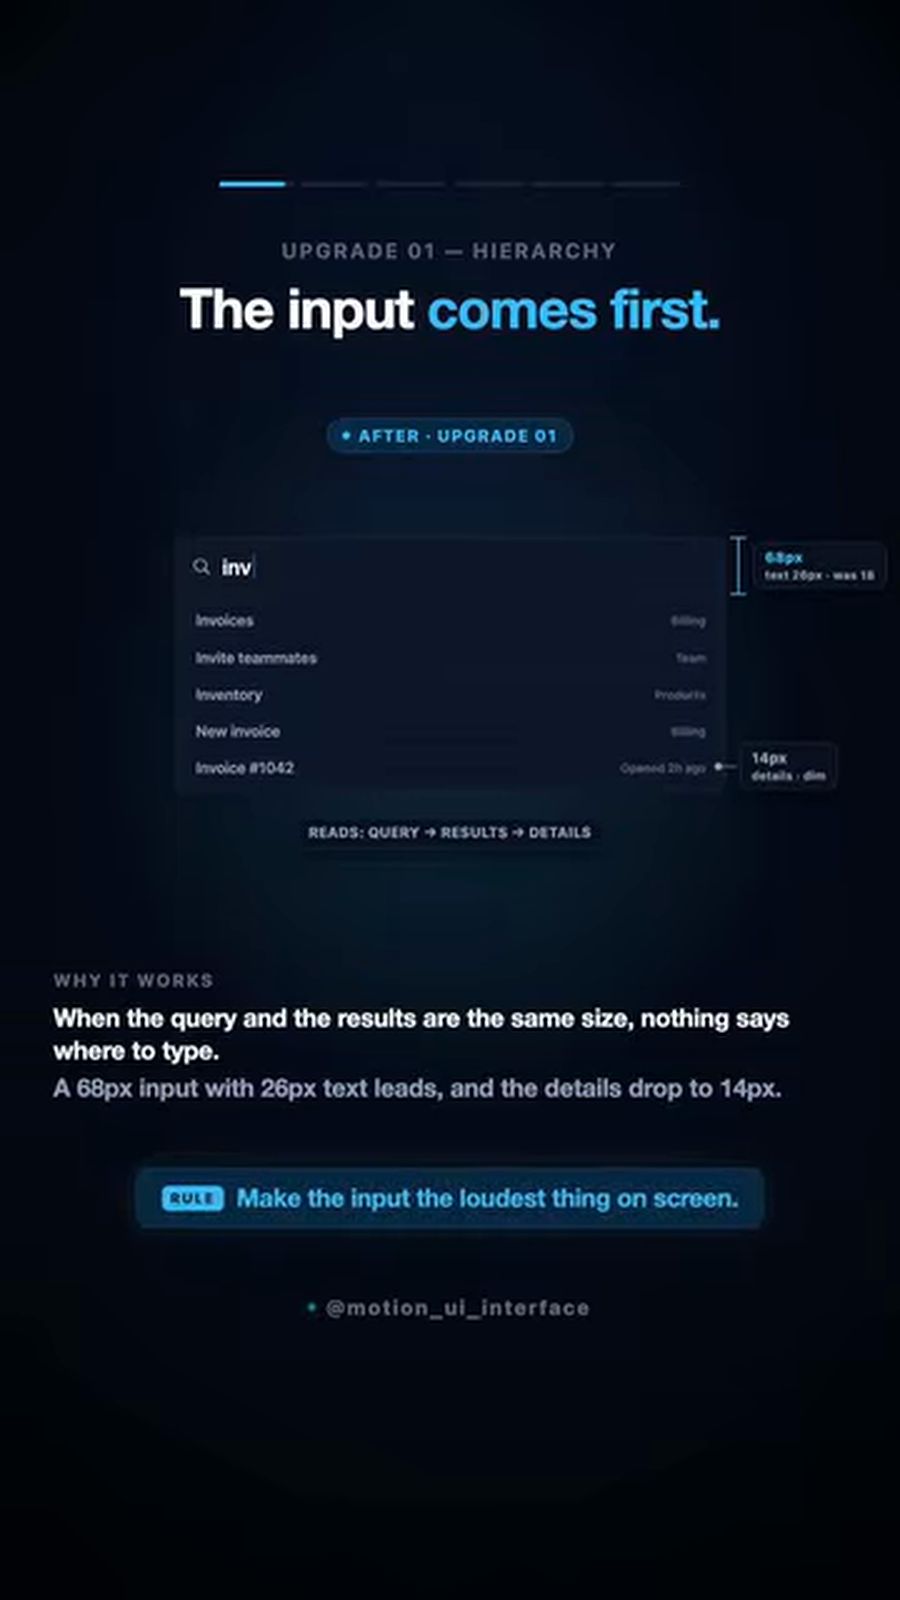 UPGRADE 01 — HIERARCHY
The input comes first.
• AFTER · UPGRADE 01
inv
68px
text 26px · was 18
Invoices Billing
Invite teammates Team
Inventory Products
New invoice Billing
Invoice #1042 Opened 2h ago
14px
details · dim
READS: QUERY → RESULTS → DETAILS
WHY IT WORKS
When the query and the results are the same size, nothing says
where to type.
A 68px input with 26px text leads, and the details drop to 14px.
RULE Make the input the loudest thing on screen.
• @motion_ui_interface